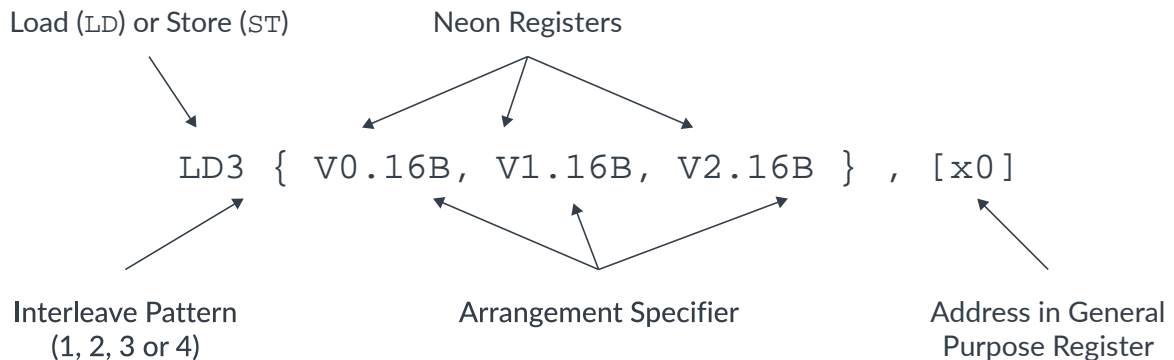 Load (LD) or Store (ST)
Neon Registers
LD3 { V0.16B, V1.16B, V2.16B } , [x0]
Interleave Pattern
(1, 2, 3 or 4)
Arrangement Specifier
Address in General
Purpose Register